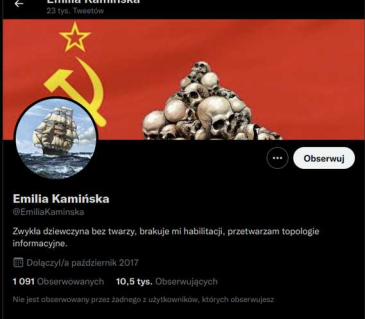 Emilia Kamińska
23 tys. Tweetów
Obserwuj
Emilia Kamińska
@EmiliaKaminska
Zwykła dziewczyna bez twarzy, brakuje mi habilitacji, przetwarzam topologie
informacyjne.
Dołączył/a październik 2017
1 091 Obserwowanych 10,5 tys. Obserwujących
Nie jest obserwowany przez żadnego z użytkowników, których obserwujesz